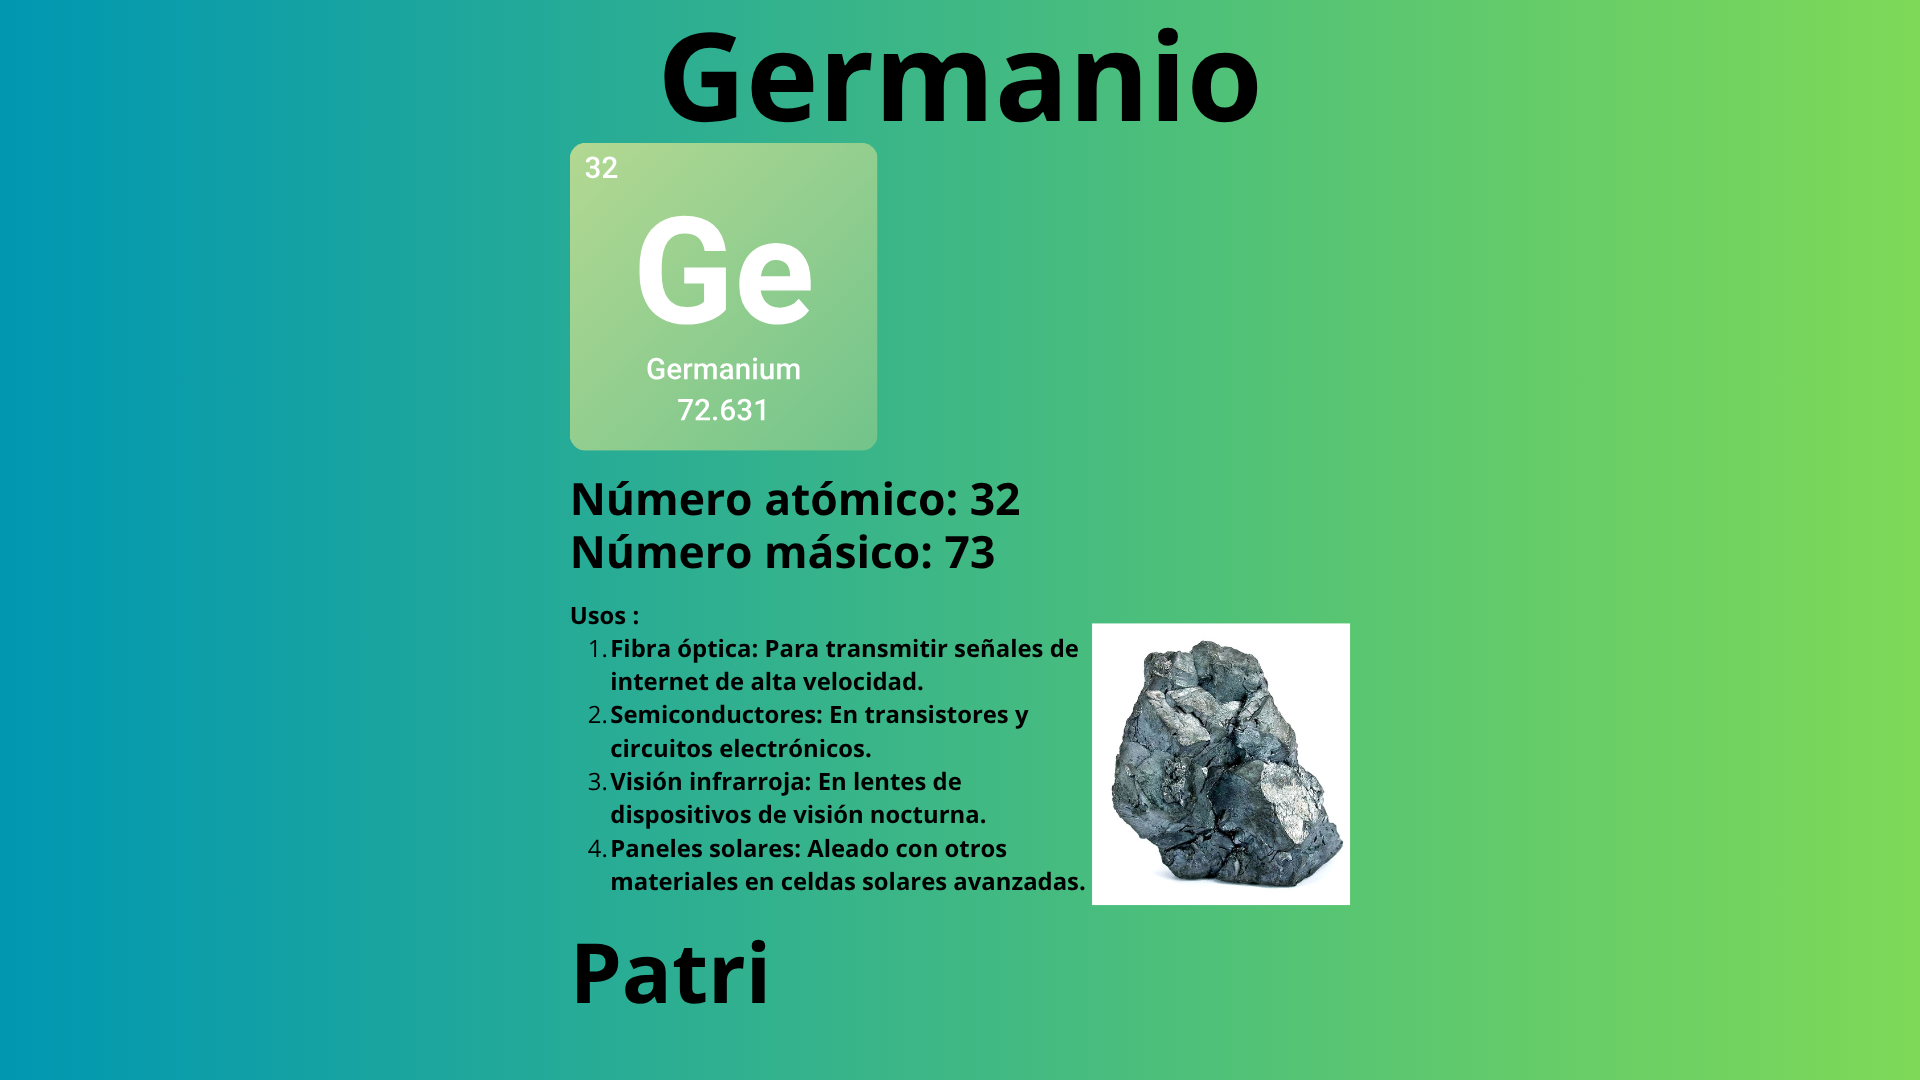 Germanio
32
Ge
Germanium
72.631
Número atómico: 32
Número másico: 73
Usos :
1. Fibra óptica: Para transmitir señales de
internet de alta velocidad.
2. Semiconductores: En transistores y
circuitos electrónicos.
3. Visión infrarroja: En lentes de
dispositivos de visión nocturna.
4. Paneles solares: Aleado con otros
materiales en celdas solares avanzadas.
Patri